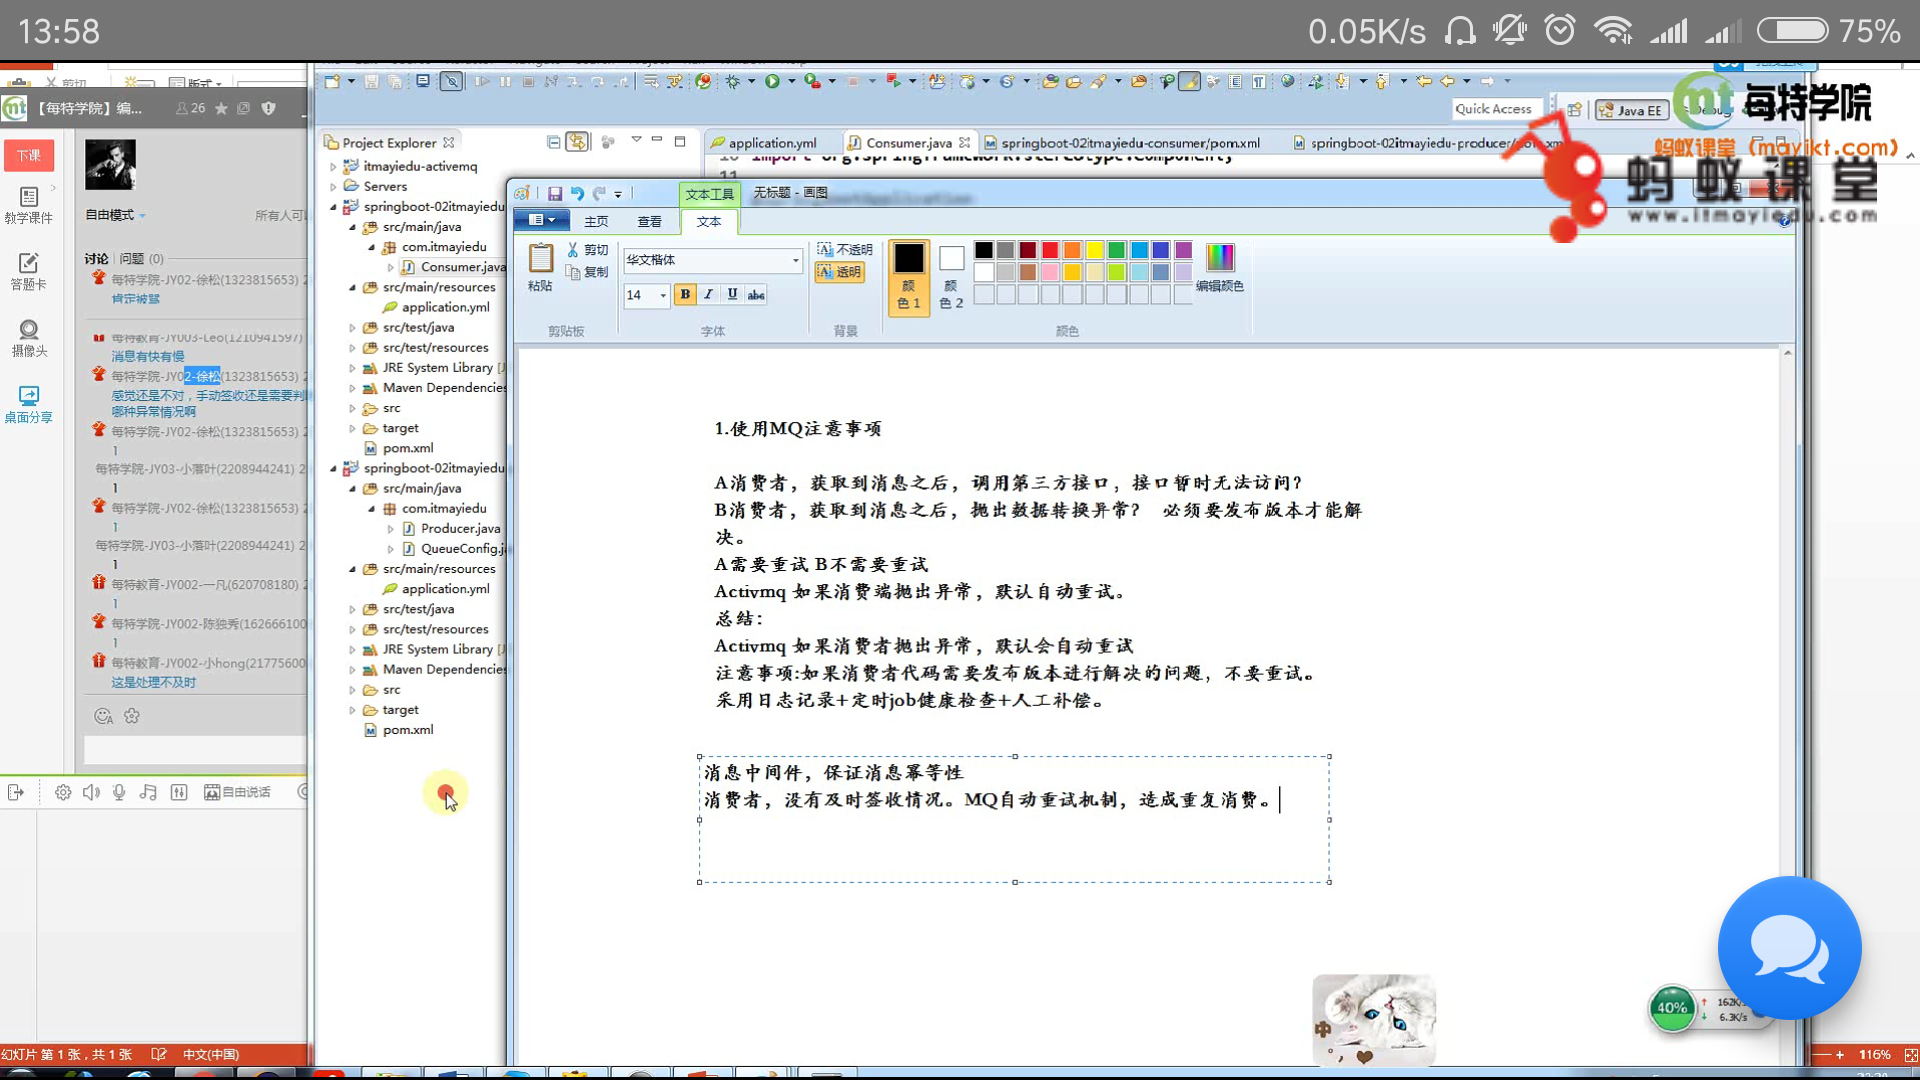 13:58
0.05K/s
75%
剪切
版式
【每特学院】编...
26
下课
教学课件
答题卡
摄像头
桌面分享
自由模式
所有人可
讨论 问题 (0)
每特学院-JY02-徐松(1323815653) 2
肯定被骂
每特教育-JY003-Leo(1210941597)
消息有快有慢
每特学院-JY02-徐松(1323815653) 2
感觉还是不对，手动签收还是需要判
哪种异常情况啊
每特学院-JY02-徐松(1323815653) 2
1
每特学院-JY03-小落叶(2208944241) 2
1
每特学院-JY02-徐松(1323815653) 2
1
每特学院-JY03-小落叶(2208944241) 2
1
每特教育-JY002-一凡(620708180) 2
1
每特学院-JY002-陈独秀(162666100
1
每特教育-JY002-小hong(21775600
这是处理不及时
自由说话
幻灯片 第 1 张，共 1 张
中文(中国)
Quick Access
Java EE
Debug
每特学院
蚂蚁课堂（mayikt.com）
蚂蚁课堂
www.itmayiedu.com
Project Explorer
itmayiedu-activemq
Servers
springboot-02itmayiedu
src/main/java
com.itmayiedu
Consumer.java
src/main/resources
application.yml
src/test/java
src/test/resources
JRE System Library [J
Maven Dependencies
src
target
pom.xml
springboot-02itmayiedu
src/main/java
com.itmayiedu
Producer.java
QueueConfig.j
src/main/resources
application.yml
src/test/java
src/test/resources
JRE System Library [J
Maven Dependencies
src
target
pom.xml
application.yml
Consumer.java
springboot-02itmayiedu-consumer/pom.xml
springboot-02itmayiedu-producer/pom.xml
10 import org.springframework.stereotype.Component;
11
文本工具
无标题 - 画图
主页
查看
文本
粘贴
剪切
复制
剪贴板
华文楷体
14
B I U abc
字体
不透明
透明
背景
颜
色 1
颜
色 2
编辑颜色
颜色
1.使用MQ注意事项
A消费者，获取到消息之后，调用第三方接口，接口暂时无法访问？
B消费者，获取到消息之后，抛出数据转换异常？ 必须要发布版本才能解
决。
A需要重试 B不需要重试
Activmq 如果消费端抛出异常，默认自动重试。
总结：
Activmq 如果消费者抛出异常，默认会自动重试
注意事项:如果消费者代码需要发布版本进行解决的问题，不要重试。
采用日志记录+定时job健康检查+人工补偿。
消息中间件，保证消息幂等性
消费者，没有及时签收情况。MQ自动重试机制，造成重复消费。
中
40%
162K/s
6.3K/s
116%